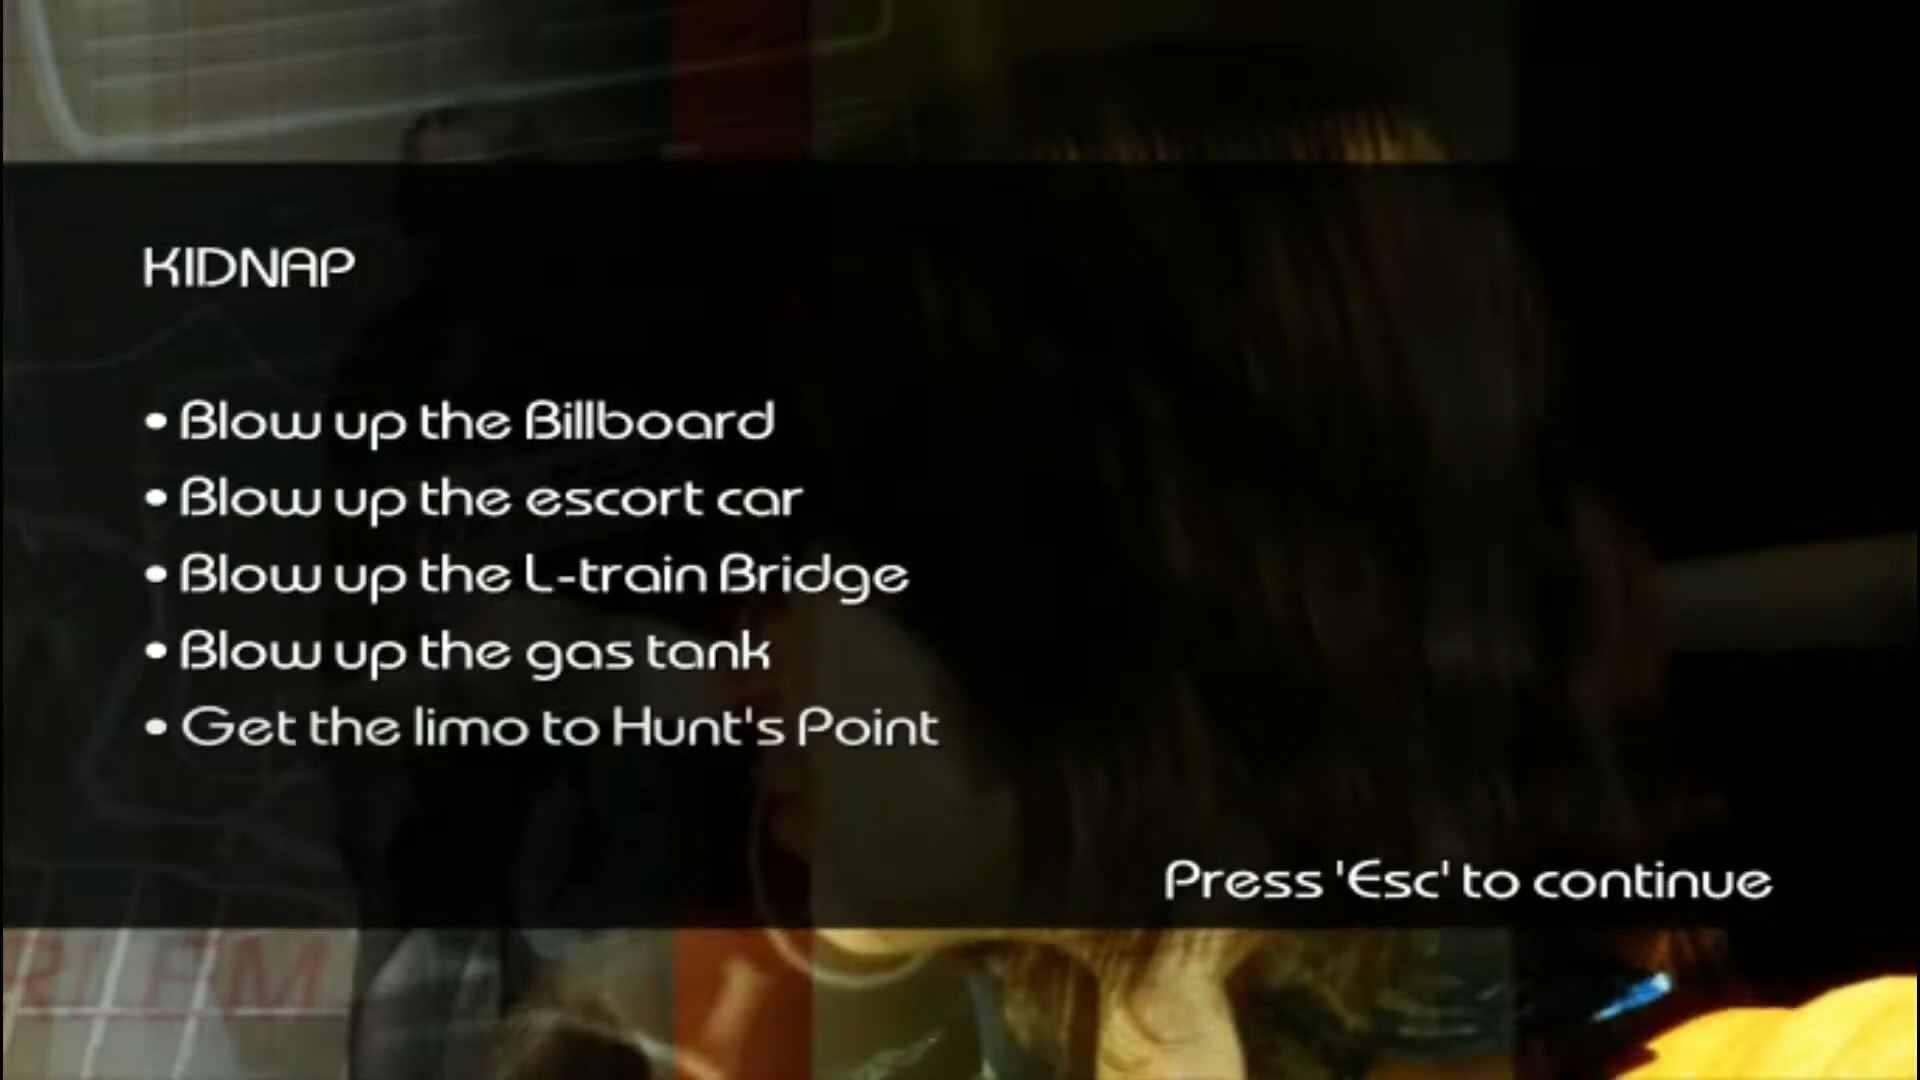 KIDNAP
• Blow up the Billboard
• Blow up the escort car
• Blow up the L-train Bridge
• Blow up the gas tank
• Get the limo to Hunt's Point
Press 'Esc' to continue
RLEM